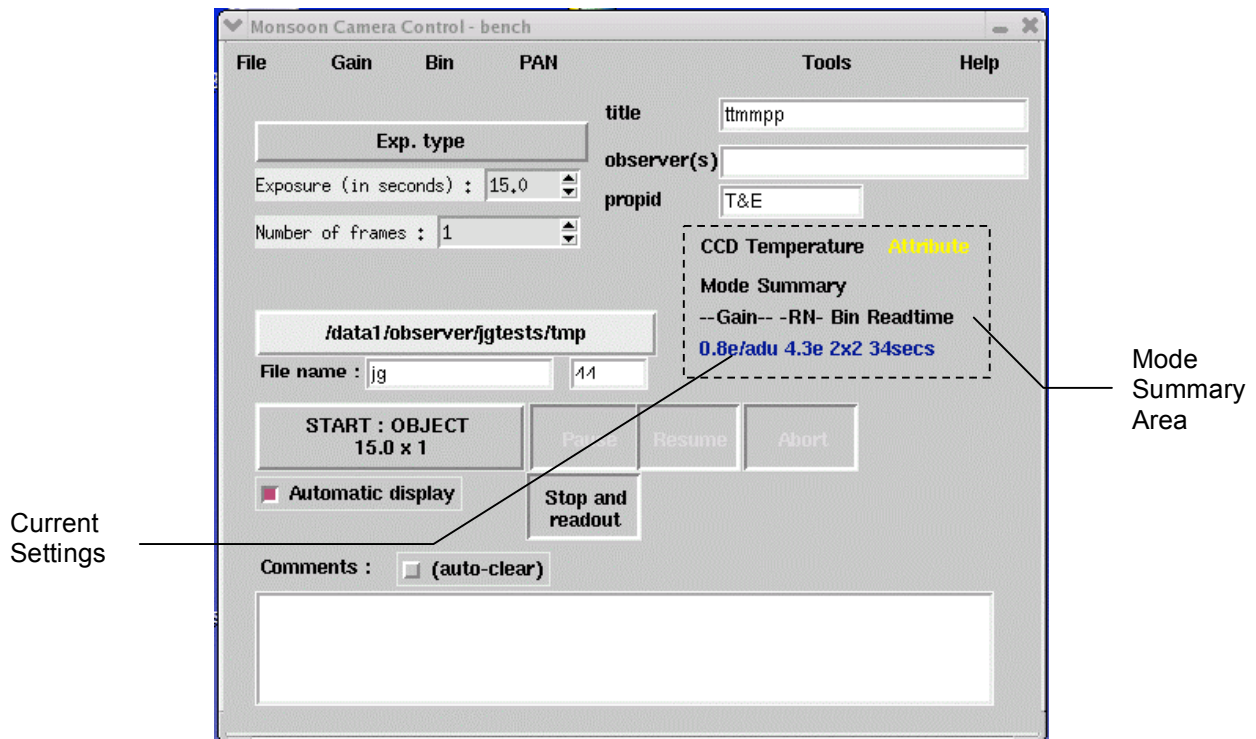 Monsoon Camera Control - bench
File Gain Bin PAN Tools Help
title ttmmpp
Exp. type
observer(s)
Exposure (in seconds) : 15.0
propid T&E
Number of frames : 1
CCD Temperature Attribute
Mode Summary
--Gain-- -RN- Bin Readtime
0.8e/adu 4.3e 2x2 34secs
/data1/observer/jgtests/tmp
File name : jg 44
START : OBJECT
15.0 x 1
Pause Resume Abort
Automatic display
Stop and
readout
Comments : (auto-clear)
Mode
Summary
Area
Current
Settings